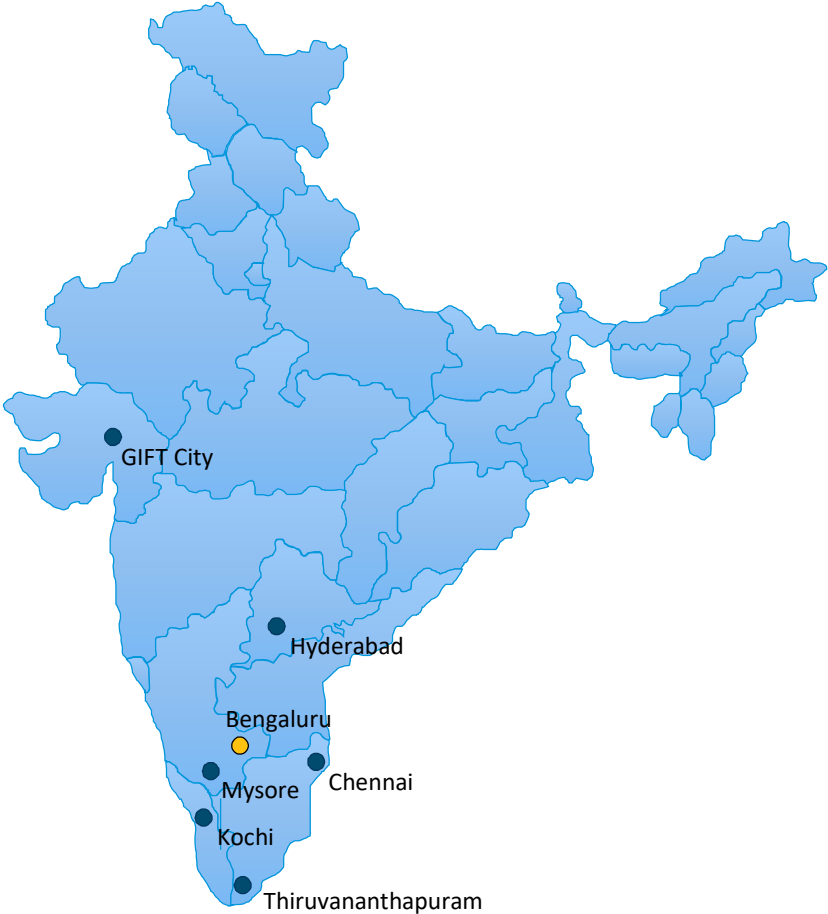 GIFT City
Hyderabad
Bengaluru
Chennai
Mysore
Kochi
Thiruvananthapuram